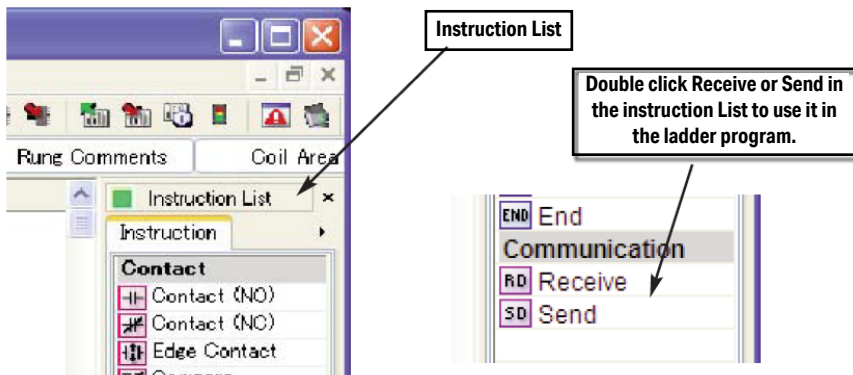 Instruction List
Double click Receive or Send in
the instruction List to use it in
the ladder program.
Rung Comments
Coil Area
Instruction List
Instruction
Contact
Contact (NO)
Contact (NC)
Edge Contact
END End
Communication
RD Receive
SD Send